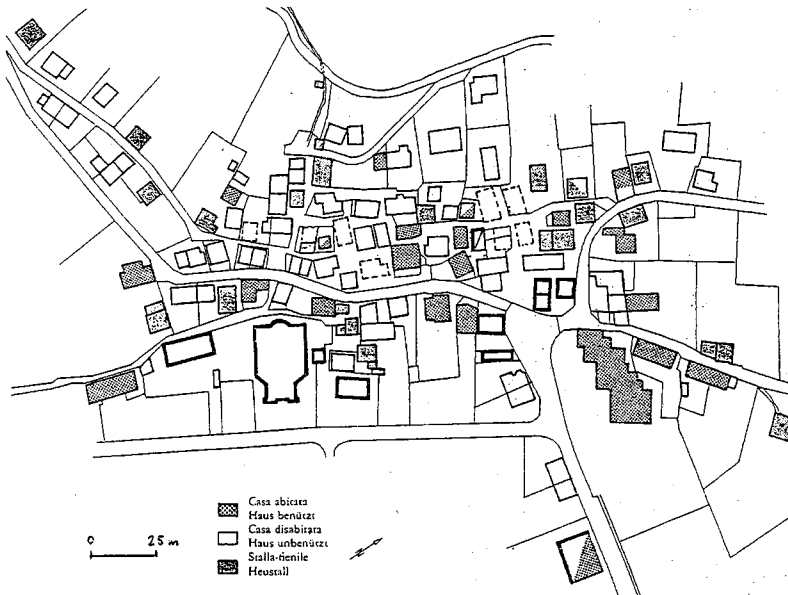 Casa abitata
Haus benützt
Casa disabitata
Haus unbenützt
Stalla-fienile
Heustall
0 25 m